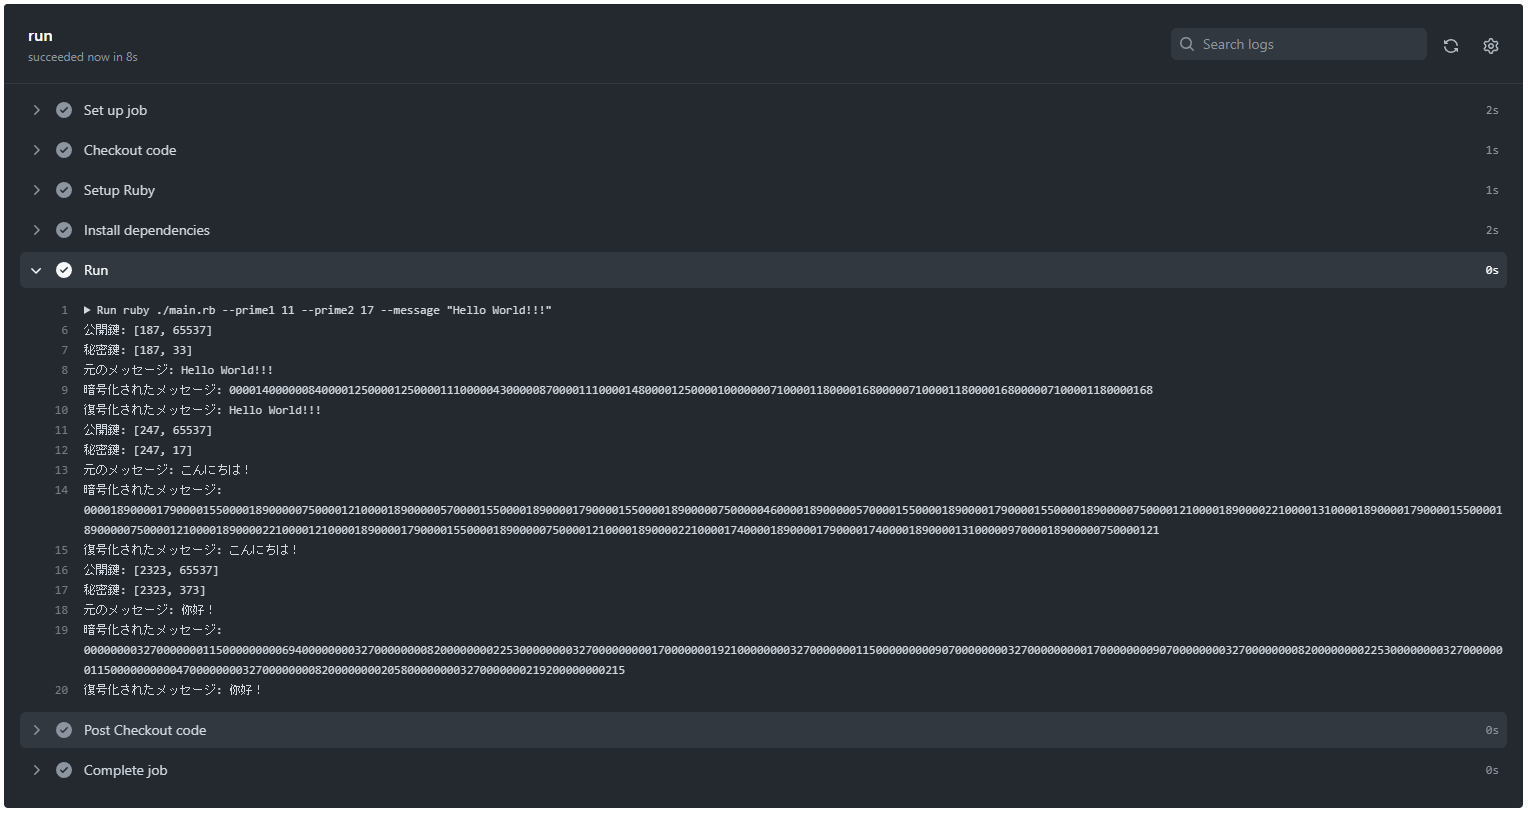 run
succeeded now in 8s
Search logs
Set up job 2s
Checkout code 1s
Setup Ruby 1s
Install dependencies 2s
Run 0s
1 ▶ Run ruby ./main.rb --prime1 11 --prime2 17 --message "Hello World!!!"
6 公開鍵: [187, 65537]
7 秘密鍵: [187, 33]
8 元のメッセージ: Hello World!!!
9 暗号化されたメッセージ: 000014000000840000125000012500001110000043000008700001110000148000012500001000000071000011800001680000071000011800001680000071000011800001​68
10 復号化されたメッセージ: Hello World!!!
11 公開鍵: [247, 65537]
12 秘密鍵: [247, 17]
13 元のメッセージ: こんにちは！
14 暗号化されたメッセージ:
15 復号化されたメッセージ: こんにちは！
16 公開鍵: [2323, 65537]
17 秘密鍵: [2323, 373]
18 元のメッセージ: 你好！
19 暗号化されたメッセージ:
20 復号化されたメッセージ: 你好！
Post Checkout code 0s
Complete job 0s